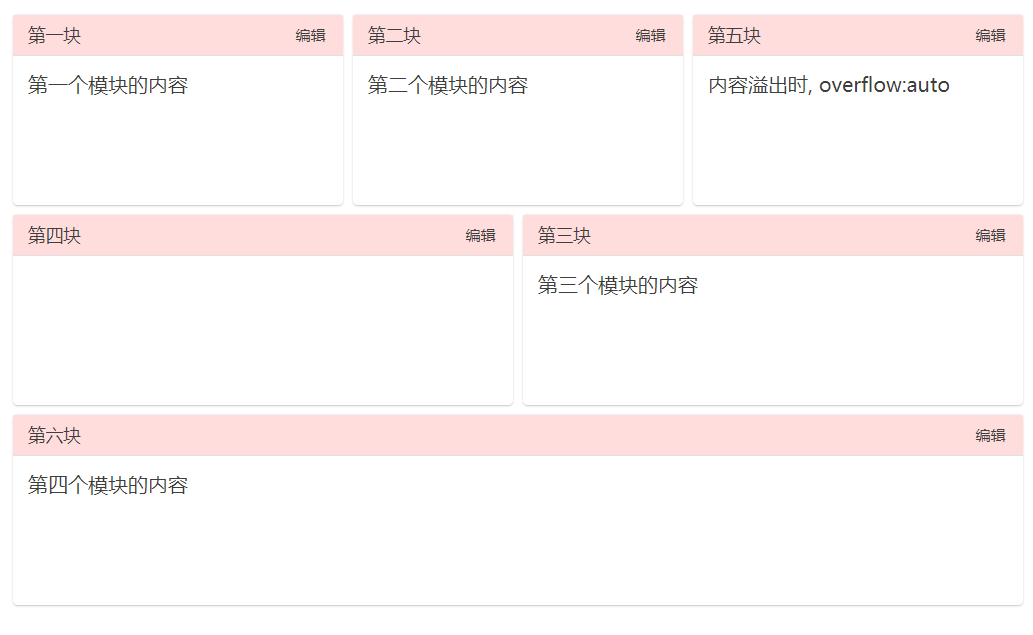 第一块 编辑
第一个模块的内容
第二块 编辑
第二个模块的内容
第五块 编辑
内容溢出时, overflow:auto
第四块 编辑
第三块 编辑
第三个模块的内容
第六块 编辑
第四个模块的内容